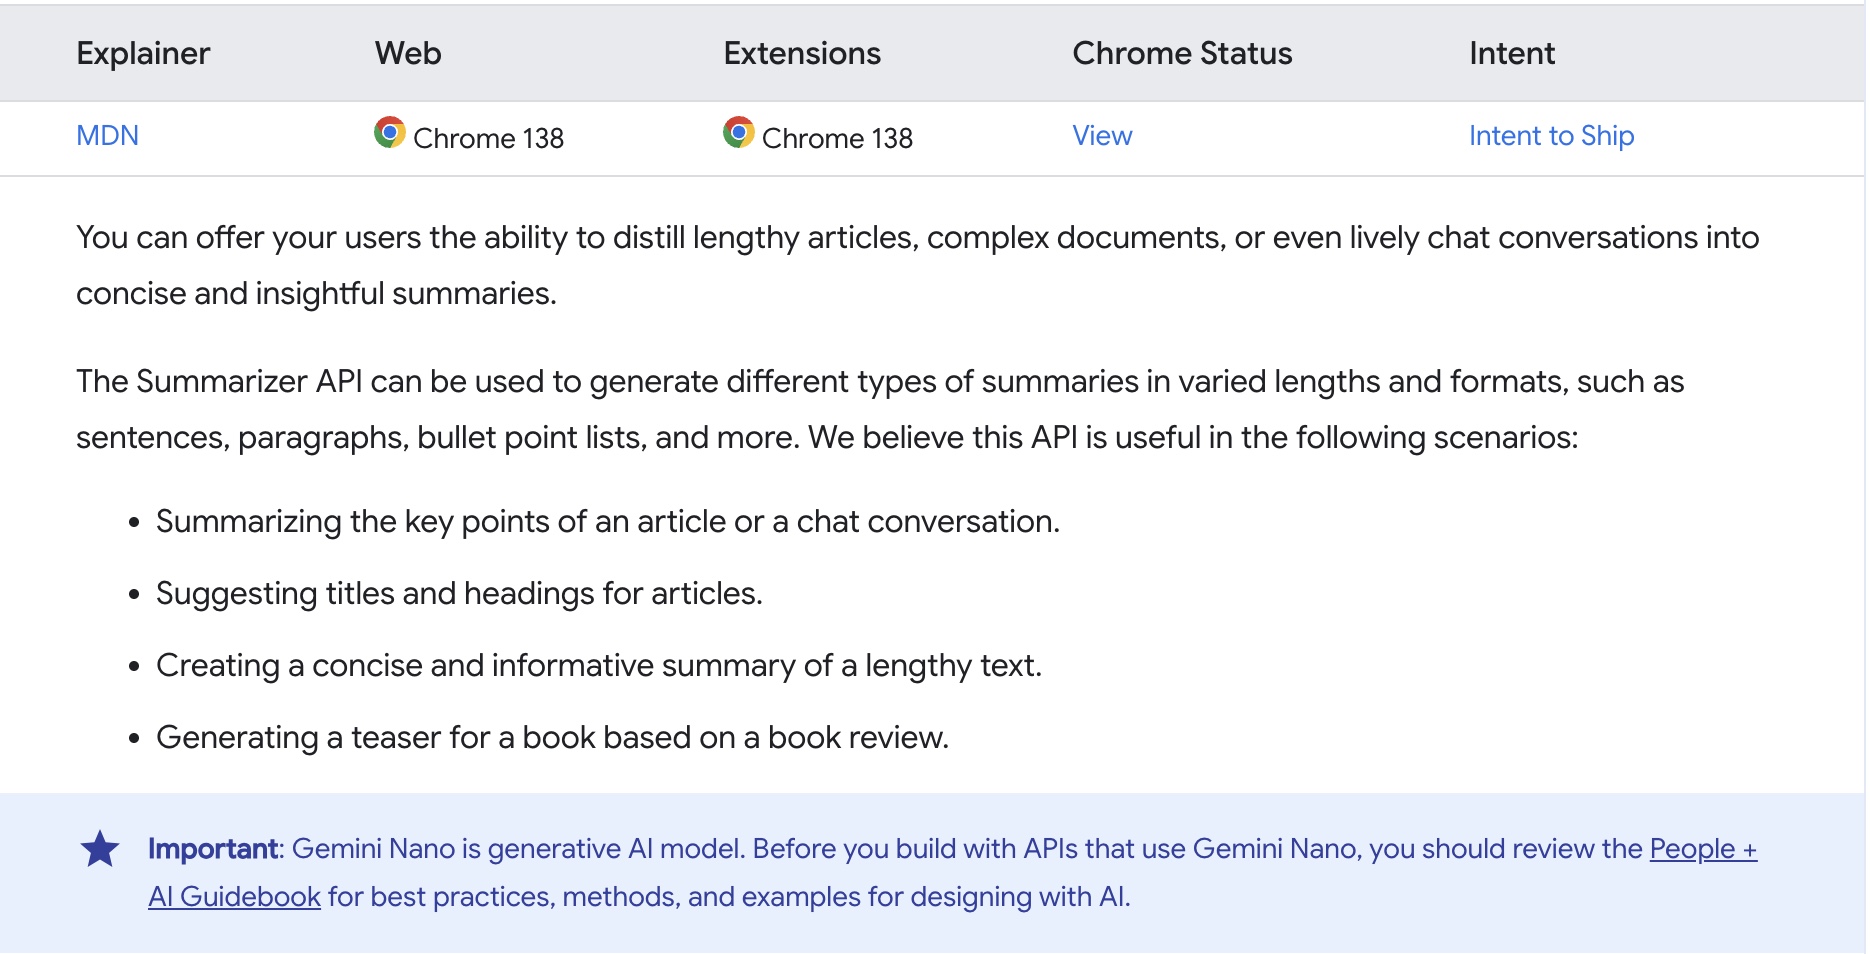 Explainer Web Extensions Chrome Status Intent
MDN Chrome 138 Chrome 138 View Intent to Ship
You can offer your users the ability to distill lengthy articles, complex documents, or even lively chat conversations into
concise and insightful summaries.
The Summarizer API can be used to generate different types of summaries in varied lengths and formats, such as
sentences, paragraphs, bullet point lists, and more. We believe this API is useful in the following scenarios:
• Summarizing the key points of an article or a chat conversation.
• Suggesting titles and headings for articles.
• Creating a concise and informative summary of a lengthy text.
• Generating a teaser for a book based on a book review.
Important: Gemini Nano is generative AI model. Before you build with APIs that use Gemini Nano, you should review the People +
AI Guidebook for best practices, methods, and examples for designing with AI.